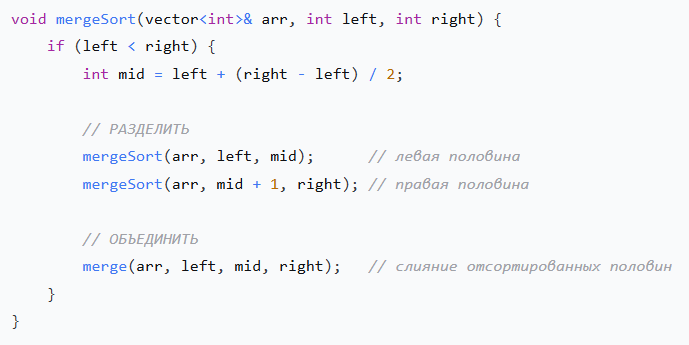 void mergeSort(vector<int>& arr, int left, int right) {
    if (left < right) {
        int mid = left + (right - left) / 2;

        // РАЗДЕЛИТЬ
        mergeSort(arr, left, mid);      // левая половина
        mergeSort(arr, mid + 1, right); // правая половина

        // ОБЪЕДИНИТЬ
        merge(arr, left, mid, right);   // слияние отсортированных половин
    }
}